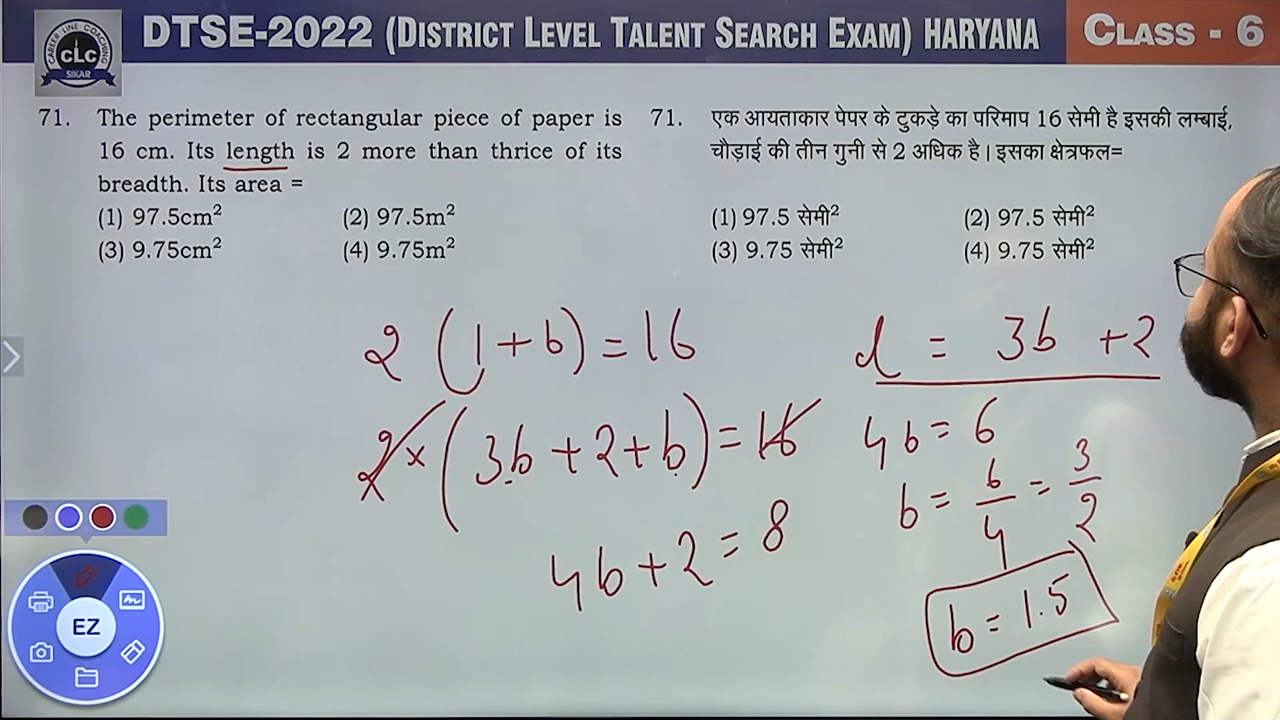 DTSE-2022 (DISTRICT LEVEL TALENT SEARCH EXAM) HARYANA
CLASS - 6
CAREER LINE COACHING
CLC
SIKAR
71. The perimeter of rectangular piece of paper is
16 cm. Its length is 2 more than thrice of its
breadth. Its area =
(1) 97.5cm² (2) 97.5m²
(3) 9.75cm² (4) 9.75m²
71. एक आयताकार पेपर के टुकड़े का परिमाप 16 सेमी है इसकी लम्बाई,
चौड़ाई की तीन गुनी से 2 अधिक है। इसका क्षेत्रफल=
(1) 97.5 सेमी² (2) 97.5 सेमी²
(3) 9.75 सेमी² (4) 9.75 सेमी²
2 (l + b) = 16
2 × (3b + 2 + b) = 16
4b + 2 = 8
l = 3b + 2
4b = 6
b = 6/4 = 3/2
b = 1.5
EZ